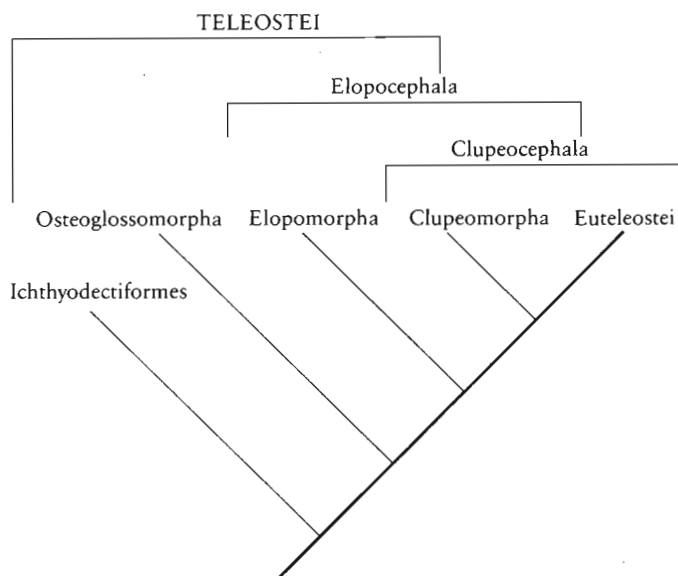 TELEOSTEI
Elopocephala
Clupeocephala
Osteoglossomorpha Elopomorpha Clupeomorpha Euteleostei
Ichthyodectiformes